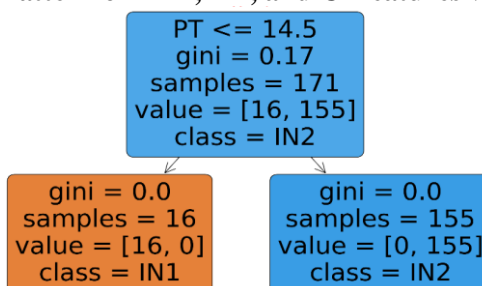 PT <= 14.5
gini = 0.17
samples = 171
value = [16, 155]
class = IN2
gini = 0.0
samples = 16
value = [16, 0]
class = IN1
gini = 0.0
samples = 155
value = [0, 155]
class = IN2